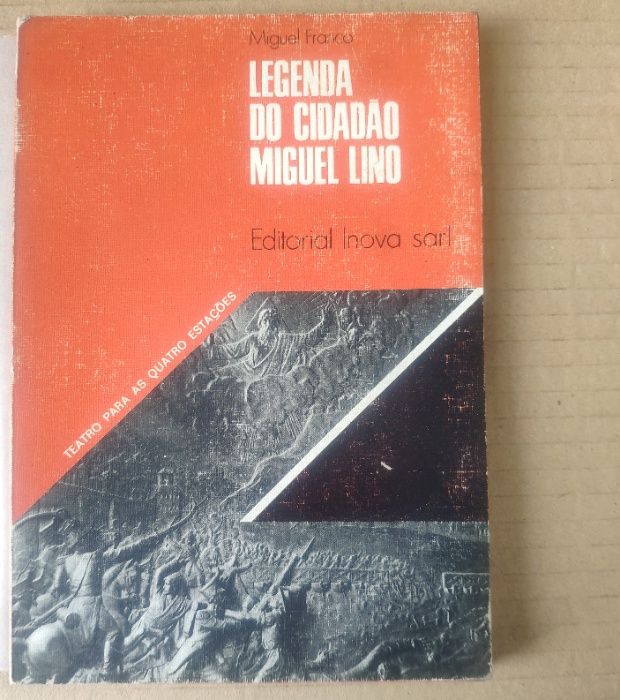 Miguel Franco
LEGENDA
DO CIDADÃO
MIGUEL LINO
Editorial Inova sarl
TEATRO PARA AS QUATRO ESTAÇÕES